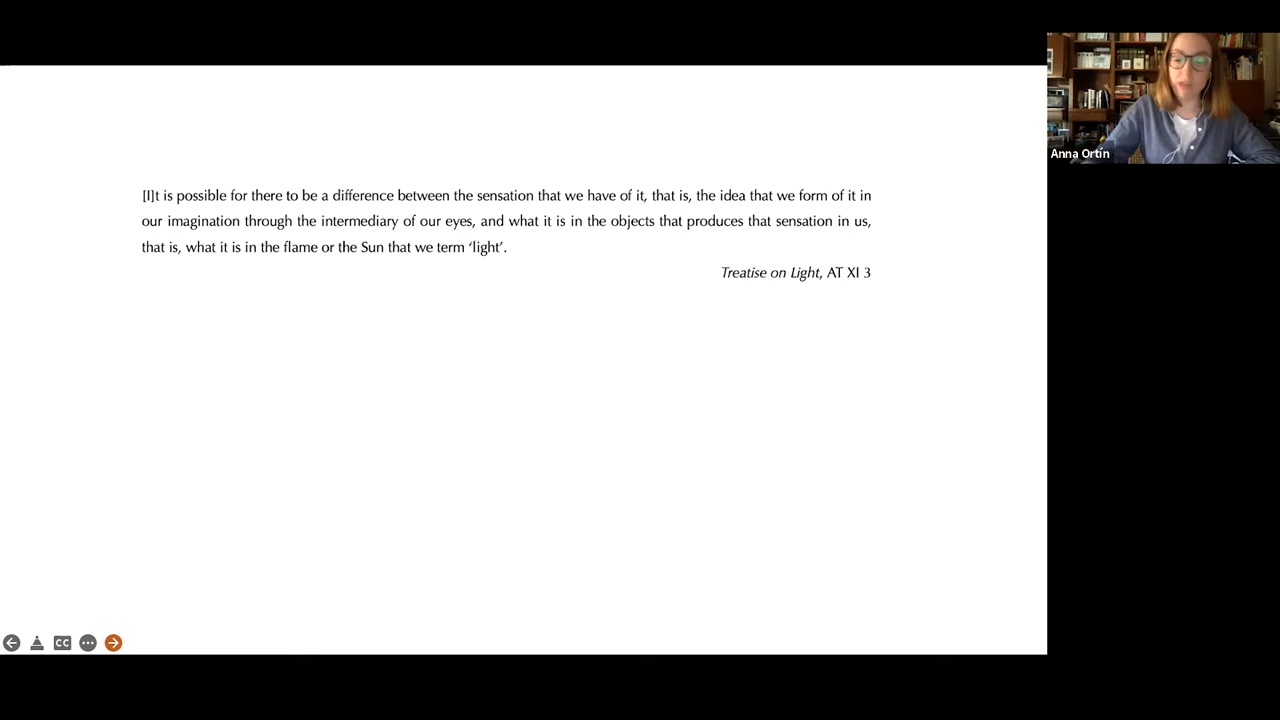 [I]t is possible for there to be a difference between the sensation that we have of it, that is, the idea that we form of it in
our imagination through the intermediary of our eyes, and what it is in the objects that produces that sensation in us,
that is, what it is in the flame or the Sun that we term ‘light’.
Treatise on Light, AT XI 3
Anna Ortín
CC